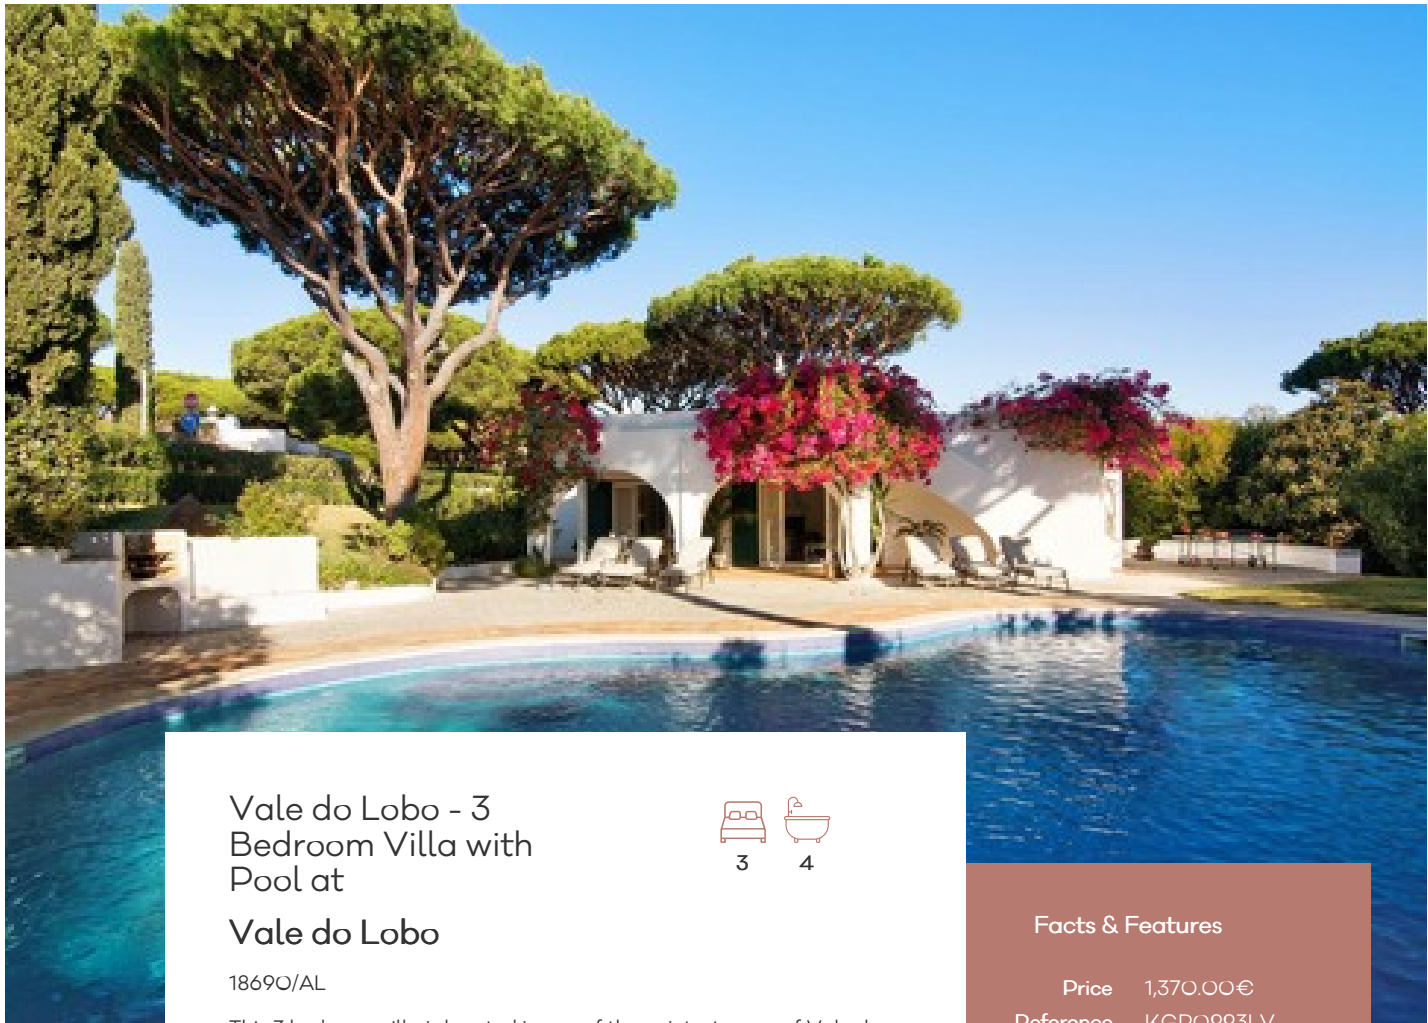 Vale do Lobo - 3
Bedroom Villa with
Pool at
3 4
Vale do Lobo
18690/AL
Facts & Features
Price 1,370.00€
Reference